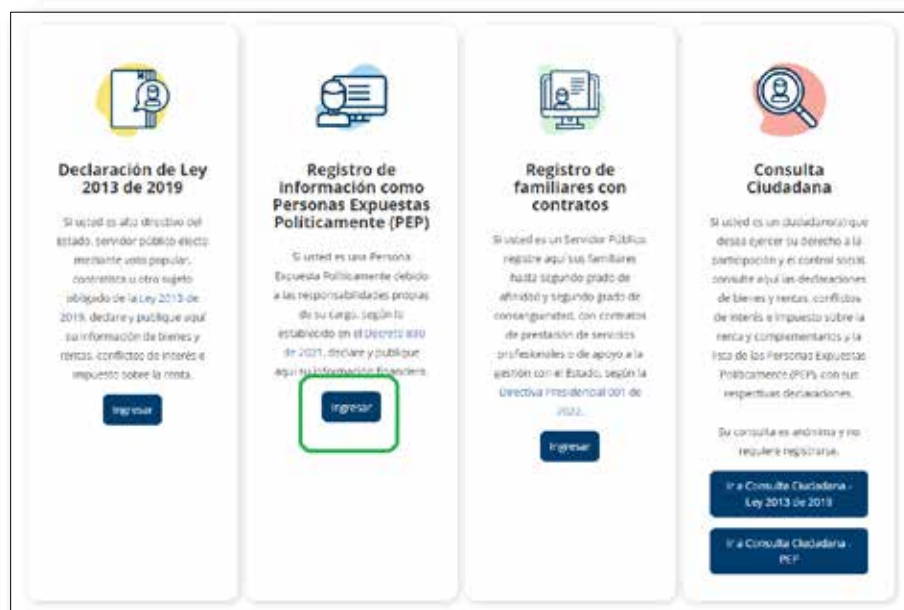 Declaración de Ley
2013 de 2019
Si usted es alto directivo del
estado, servidor público electo
mediante voto popular,
contratista u otro sujeto
obligado de la Ley 2013 de
2019, declare y publique aquí
su información de bienes y
rentas, conflictos de interés e
impuesto sobre la renta.
Ingresar
Registro de
información como
Personas Expuestas
Políticamente (PEP)
Si usted es una Persona
Expuesta Políticamente debido
a las responsabilidades propias
de su cargo, según lo
establecido en el Decreto 830
de 2021, declare y publique
aquí su información financiera.
Ingresar
Registro de
familiares con
contratos
Si usted es un Servidor Público,
registre aquí sus familiares
hasta segundo grado de
afinidad y segundo grado de
consanguinidad, con contratos
de prestación de servicios
profesionales o de apoyo a la
gestión con el Estado, según la
Directiva Presidencial 001 de
2022.
Ingresar
Consulta
Ciudadana
Si usted es un ciudadano(a) que
desea ejercer su derecho a la
participación y el control social,
consulte aquí las declaraciones
de bienes y rentas, conflictos
de interés e impuesto sobre la
renta y complementarios y la
lista de las Personas Expuestas
Políticamente (PEP), con sus
respectivas declaraciones.
Su consulta es anónima y no
requiere registrarse.
Ir a Consulta Ciudadana -
Ley 2013 de 2019
Ir a Consulta Ciudadana -
PEP